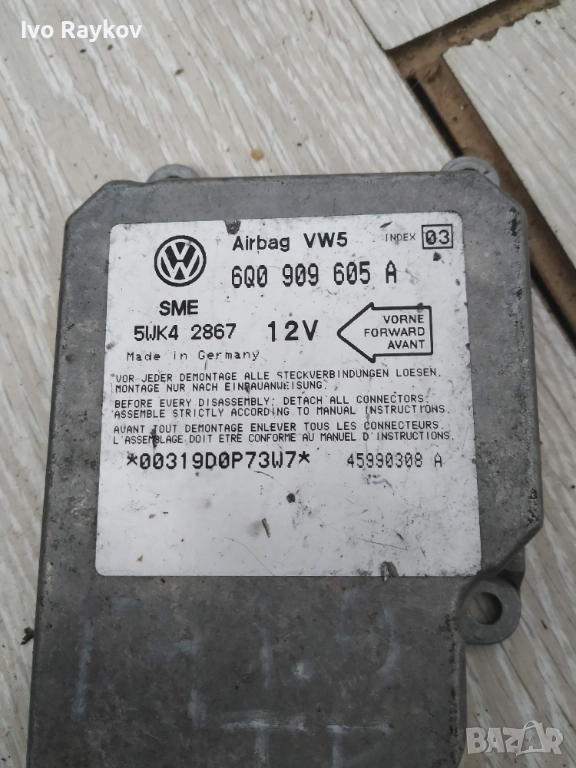 Ivo Raykov
Airbag VW5 INDEX 03
6Q0 909 605 A
SME
5WK4 2867 12V
VORNE
FORWARD
AVANT
Made in Germany
VOR JEDER DEMONTAGE ALLE STECKVERBINDUNGEN LOESEN.
MONTAGE NUR NACH EINBAUANWEISUNG.
BEFORE EVERY DISASSEMBLY: DETACH ALL CONNECTORS.
ASSEMBLE STRICTLY ACCORDING TO MANUAL INSTRUCTIONS.
AVANT TOUT DEMONTAGE ENLEVER TOUS LES CONNECTEURS
L'ASSEMBLAGE DOIT ETRE CONFORME AU MANUEL D'INSTRUCTIONS.
*00319D0P73W7* 45990308 A
BAZAR